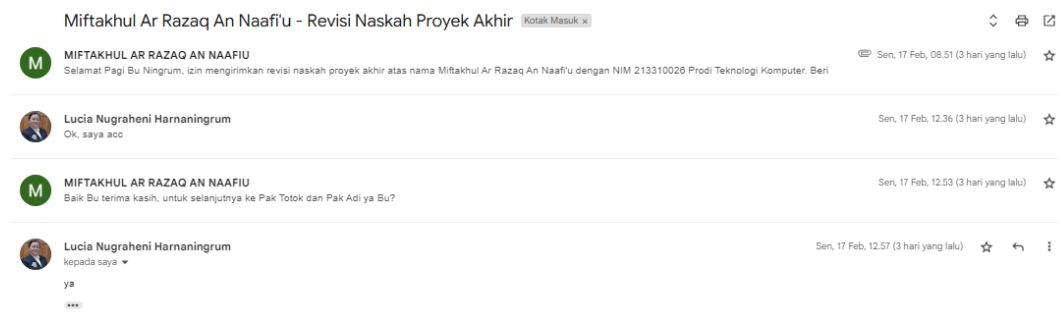 Miftakhul Ar Razaq An Naafi'u - Revisi Naskah Proyek Akhir Kotak Masuk x
M
MIFTAKHUL AR RAZAQ AN NAAFIU
Sen, 17 Feb, 08.51 (3 hari yang lalu)
Selamat Pagi Bu Ningrum, izin mengirimkan revisi naskah proyek akhir atas nama Miftakhul Ar Razaq An Naafi'u dengan NIM 213310026 Prodi Teknologi Komputer. Beri
Lucia Nugraheni Harnaningrum
Sen, 17 Feb, 12.36 (3 hari yang lalu)
Ok, saya acc
M
MIFTAKHUL AR RAZAQ AN NAAFIU
Sen, 17 Feb, 12.53 (3 hari yang lalu)
Baik Bu terima kasih, untuk selanjutnya ke Pak Totok dan Pak Adi ya Bu?
Lucia Nugraheni Harnaningrum
Sen, 17 Feb, 12.57 (3 hari yang lalu)
kepada saya
ya